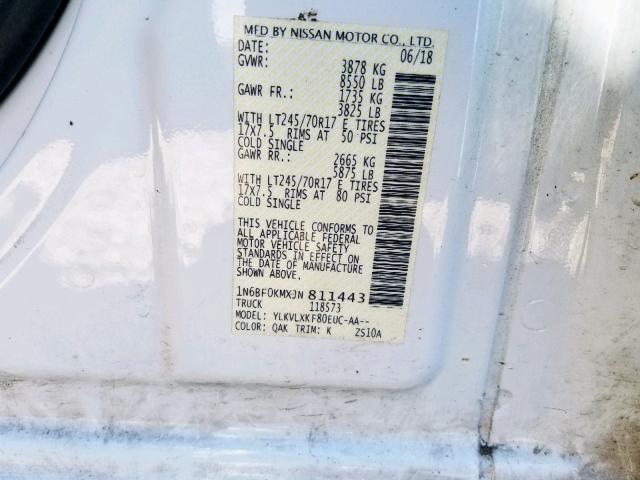 MFD BY NISSAN MOTOR CO., LTD.
DATE: 06/18
GVWR: 3878 KG
8550 LB
GAWR FR.: 1735 KG
3825 LB
WITH LT245/70R17 E TIRES
17X7.5 RIMS AT 50 PSI
COLD SINGLE
GAWR RR.: 2665 KG
5875 LB
WITH LT245/70R17 E TIRES
17X7.5 RIMS AT 80 PSI
COLD SINGLE
THIS VEHICLE CONFORMS TO
ALL APPLICABLE FEDERAL
MOTOR VEHICLE SAFETY
STANDARDS IN EFFECT ON
THE DATE OF MANUFACTURE
SHOWN ABOVE.
1N6BF0KMXJN811443
TRUCK 118573
MODEL: YLKVLXKF80EUC-AA--
COLOR: QAK TRIM: K 2S10A